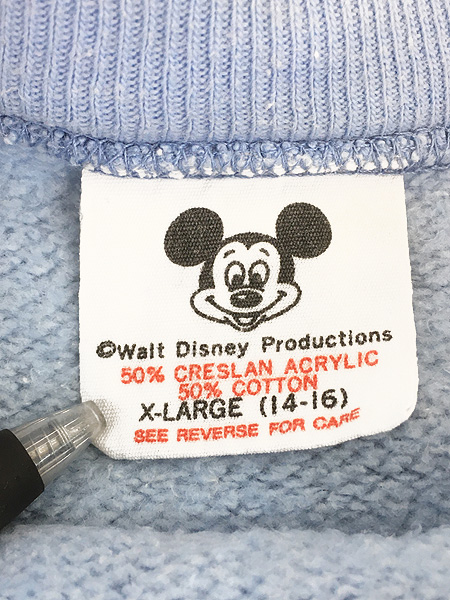 ©Walt Disney Productions
50% CRESLAN ACRYLIC
50% COTTON
X-LARGE (14-16)
SEE REVERSE FOR CARE